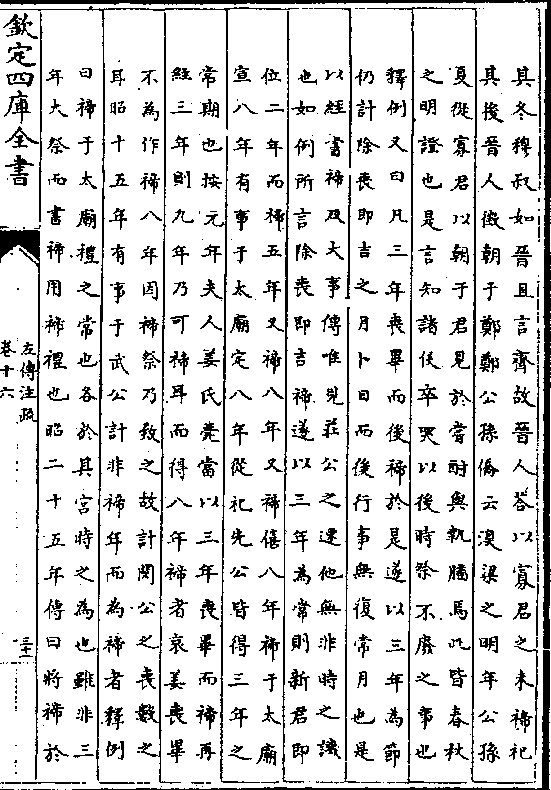 其冬穆叔如晉且言齊故晉人答以寡君之未禘祀
其後晉人徵朝于鄭鄭公孫僑云溴梁之明年公孫
夏從寡君以朝于君見於嘗酎與執膰焉此皆春秋
之明證也是言知諸侯卒哭以後時祭不廢之事也
釋例又曰凡三年喪畢而後禘於是遂以三年為節
仍計除喪即吉之月卜日而後行事無復常月也是
以經書禘及大事傳唯見莊公之速他無非時之譏
也如例所言除喪即吉禘遂以三年為常則新君即
位二年而禘五年又禘八年又禘僖八年禘于太廟
宣八年有事于太廟定八年從祀先公皆得三年之
常期也按元年夫人姜氏薨當以三年喪畢而禘再
經三年則九年乃可禘耳而得八年禘者哀姜喪畢
不為作禘八年因禘祭乃致之故計閔公之喪數之
耳昭十五年有事于武公計非禘年而為禘者釋例
曰禘于太廟禮之常也各於其宮時之為也雖非三
年大祭而書禘用禘禮也昭二十五年傳曰將禘於
欽定四庫全書
左傳注疏
卷十六
三十一